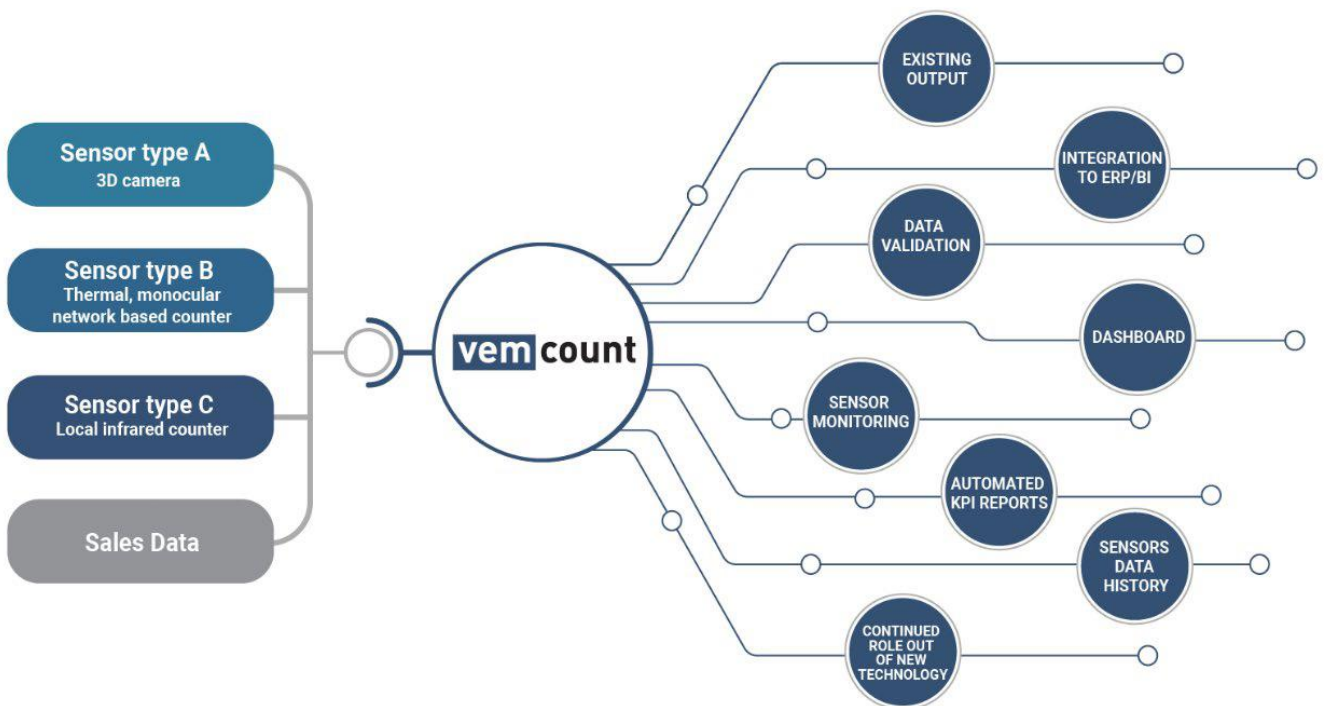 Sensor type A
3D camera
Sensor type B
Thermal, monocular
network based counter
Sensor type C
Local infrared counter
Sales Data
vemcount
EXISTING
OUTPUT
INTEGRATION
TO ERP/BI
DATA
VALIDATION
DASHBOARD
SENSOR
MONITORING
AUTOMATED
KPI REPORTS
SENSORS
DATA
HISTORY
CONTINUED
ROLE OUT
OF NEW
TECHNOLOGY